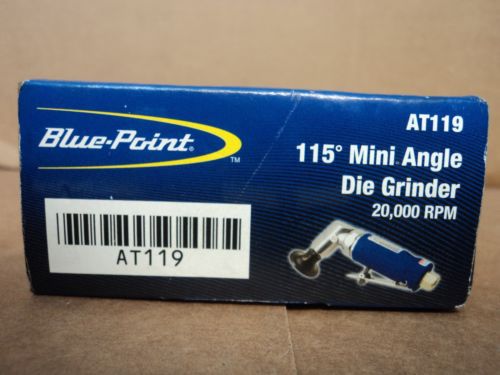 Blue-Point®
TM
AT119
AT119
115° Mini Angle
Die Grinder
20,000 RPM